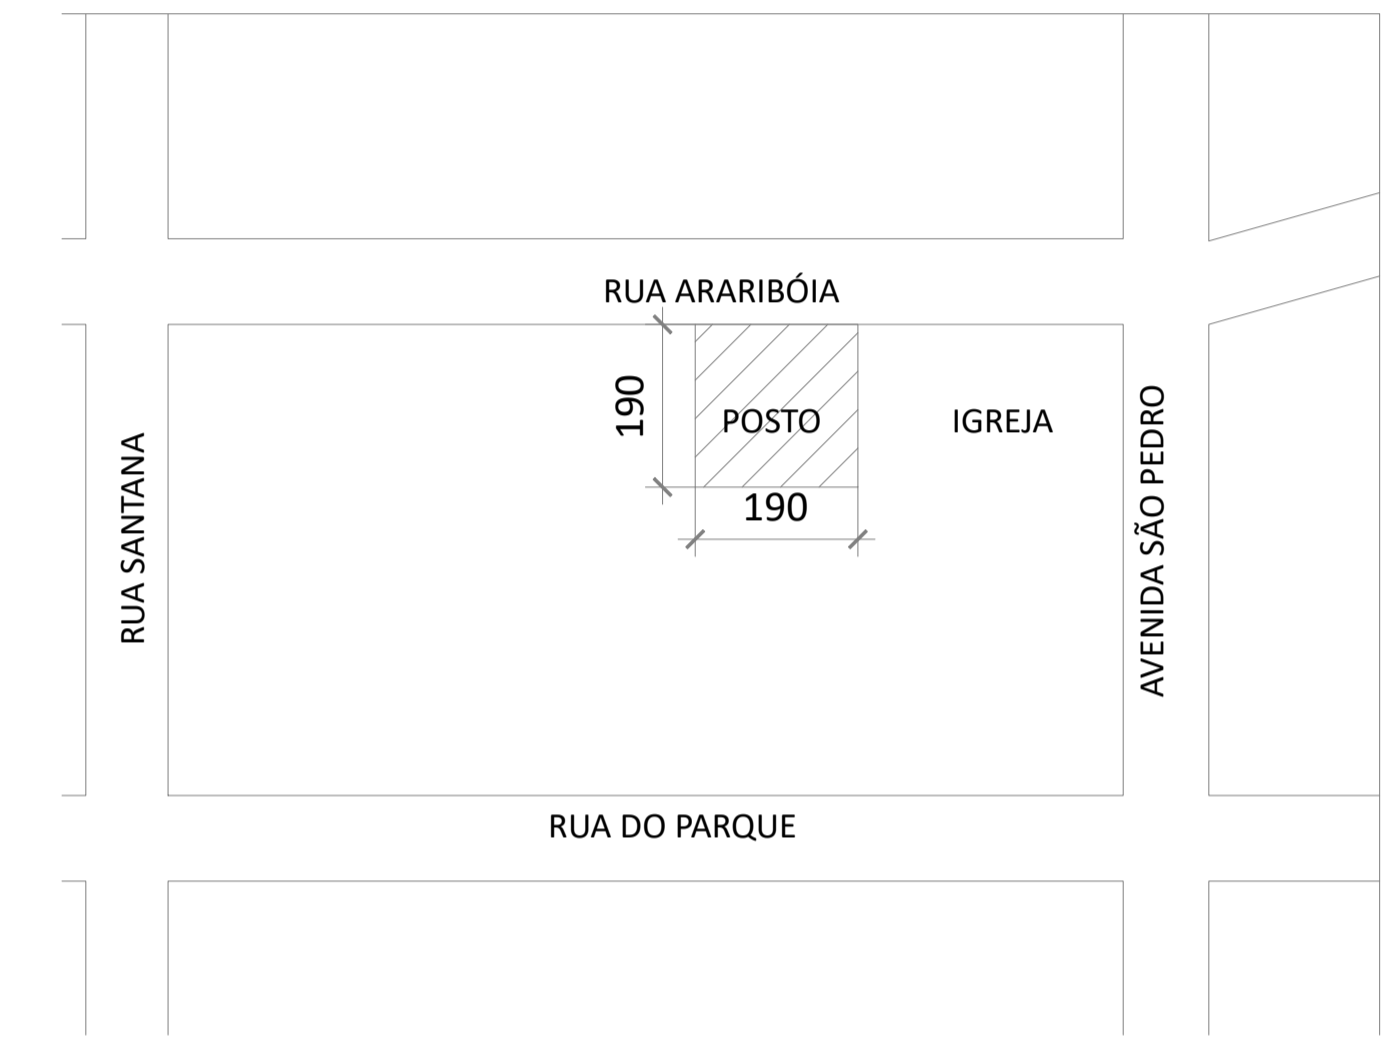 RUA ARARIBÓIA
190
POSTO
IGREJA
190
RUA SANTANA
AVENIDA SÃO PEDRO
RUA DO PARQUE